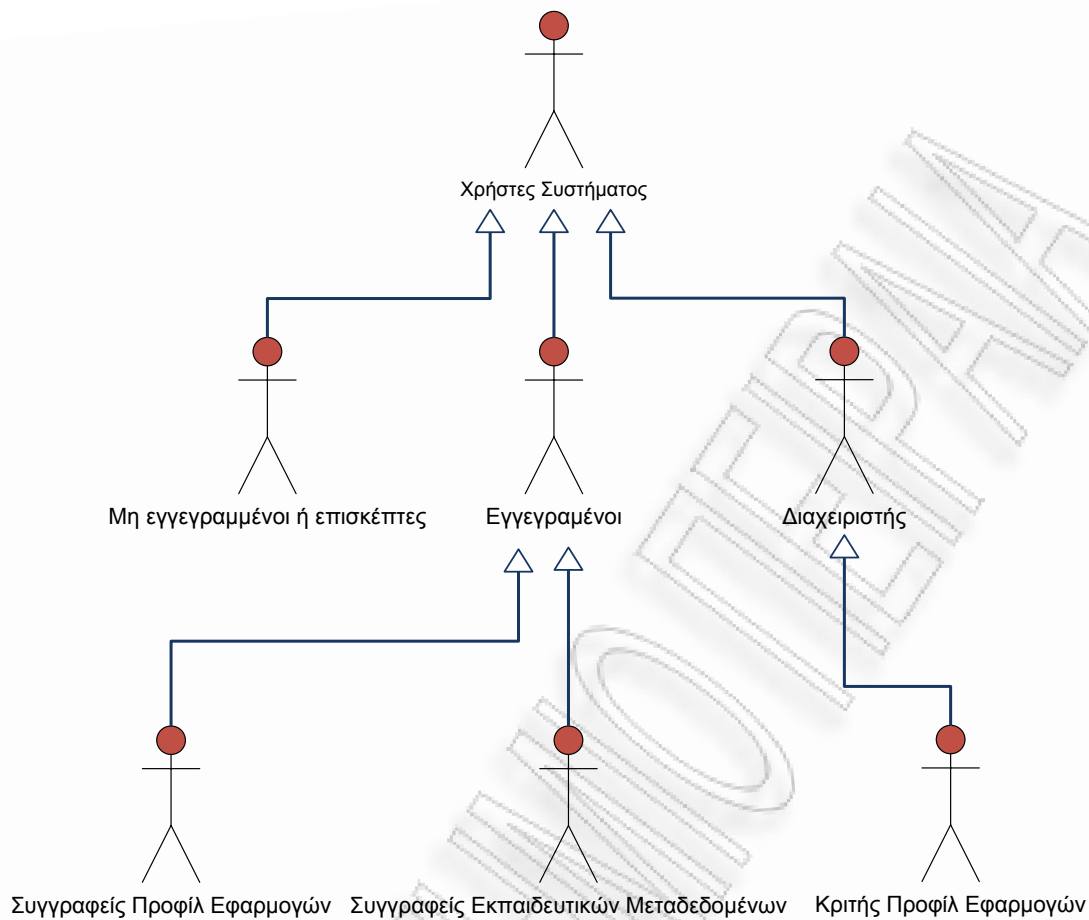 Χρήστες Συστήματος
Μη εγγεγραμμένοι ή επισκέπτες
Εγγεγραμένοι
Διαχειριστής
Συγγραφείς Προφίλ Εφαρμογών
Συγγραφείς Εκπαιδευτικών Μεταδεδομένων
Κριτής Προφίλ Εφαρμογών